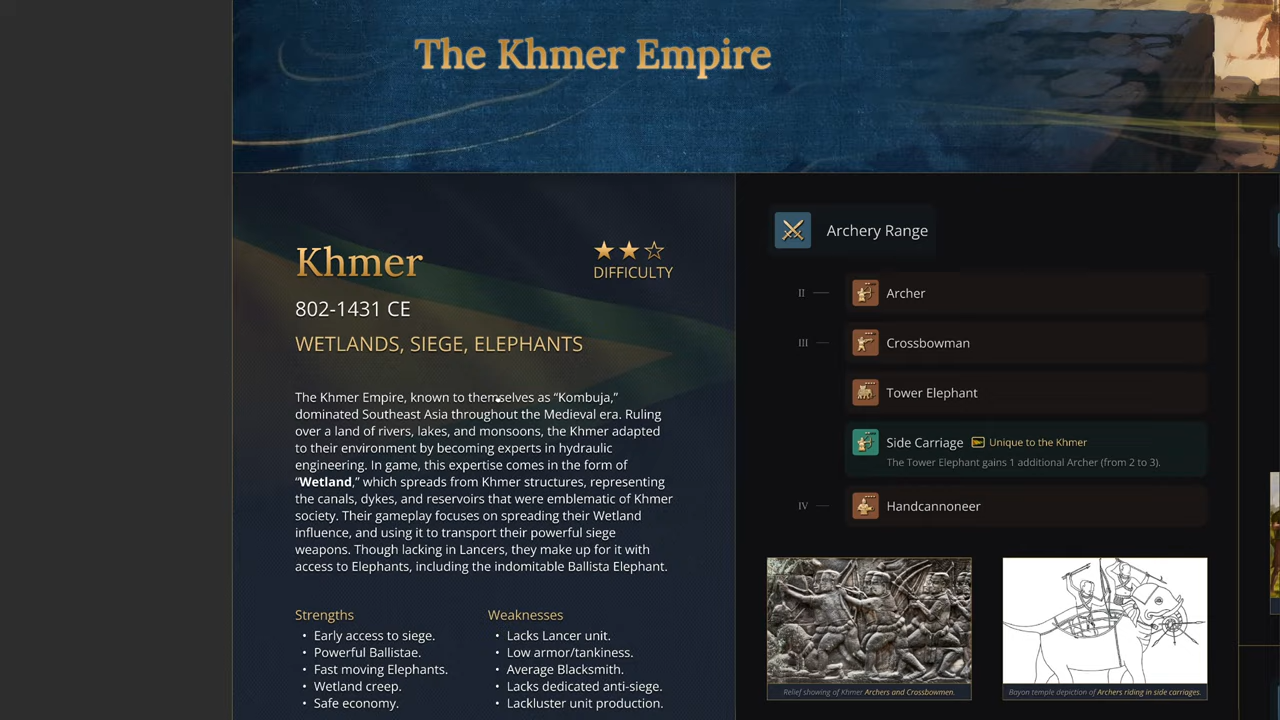 The Khmer Empire
Khmer
DIFFICULTY
802-1431 CE
WETLANDS, SIEGE, ELEPHANTS
The Khmer Empire, known to themselves as “Kombuja,”
dominated Southeast Asia throughout the Medieval era. Ruling
over a land of rivers, lakes, and monsoons, the Khmer adapted
to their environment by becoming experts in hydraulic
engineering. In game, this expertise comes in the form of
“Wetland,” which spreads from Khmer structures, representing
the canals, dykes, and reservoirs that were emblematic of Khmer
society. Their gameplay focuses on spreading their Wetland
influence, and using it to transport their powerful siege
weapons. Though lacking in Lancers, they make up for it with
access to Elephants, including the indomitable Ballista Elephant.
Strengths
• Early access to siege.
• Powerful Ballistae.
• Fast moving Elephants.
• Wetland creep.
• Safe economy.
Weaknesses
• Lacks Lancer unit.
• Low armor/tankiness.
• Average Blacksmith.
• Lacks dedicated anti-siege.
• Lackluster unit production.
Archery Range
II Archer
III Crossbowman
Tower Elephant
Side Carriage Unique to the Khmer
The Tower Elephant gains 1 additional Archer (from 2 to 3).
IV Handcannoneer
Relief showing of Khmer Archers and Crossbowmen.
Bayon temple depiction of Archers riding in side carriages.